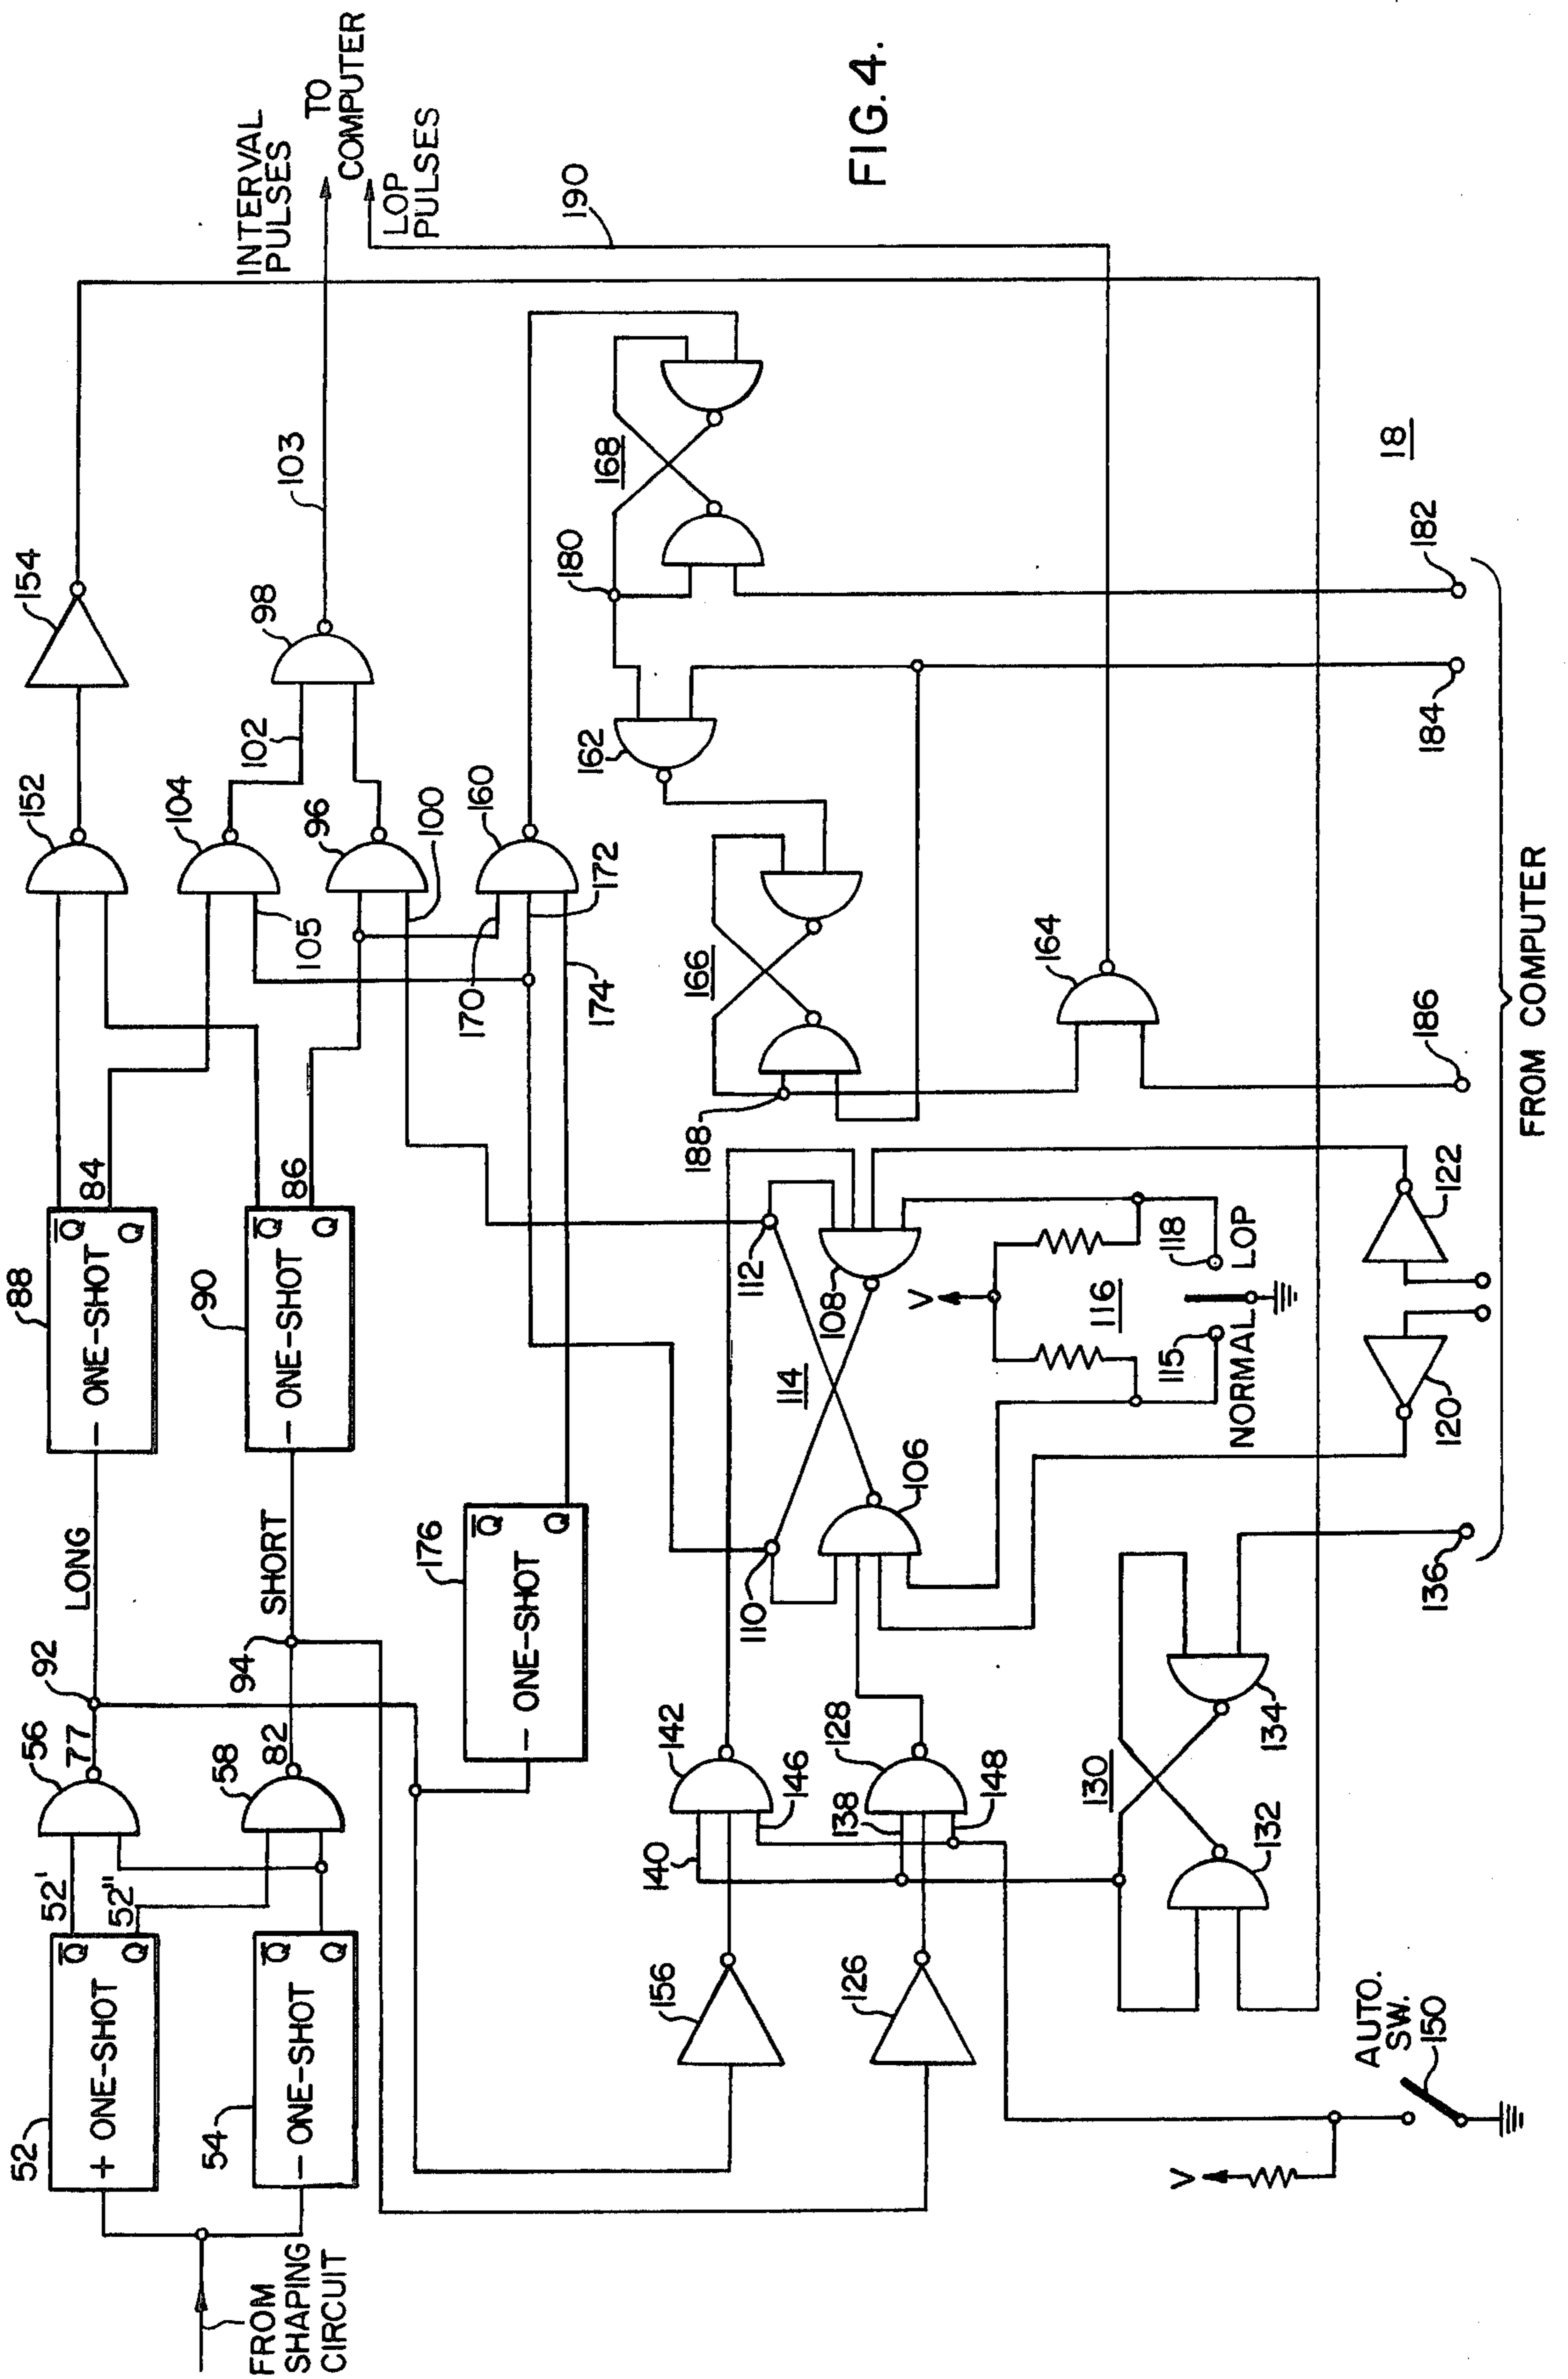 FIG. 4.
INTERVAL
PULSES
TO
COMPUTER
LOP
PULSES
190
154
103
98
152
104
102
96
100
105
160
170
172
174
88
Q̅
84
Q
– ONE-SHOT
90
Q̅
86
Q
– ONE-SHOT
LONG
SHORT
92
94
56
77
58
82
52'
52"
52
Q̅
Q
+ ONE-SHOT
54
Q̅
Q
– ONE-SHOT
FROM
SHAPING
CIRCUIT
176
Q̅
Q
– ONE-SHOT
168
180
162
166
188
164
182
184
186
18
112
110
108
114
106
V
116
118
LOP
115
NORMAL
122
120
136
FROM COMPUTER
142
146
140
128
138
148
130
134
132
156
126
AUTO.
SW.
150
V